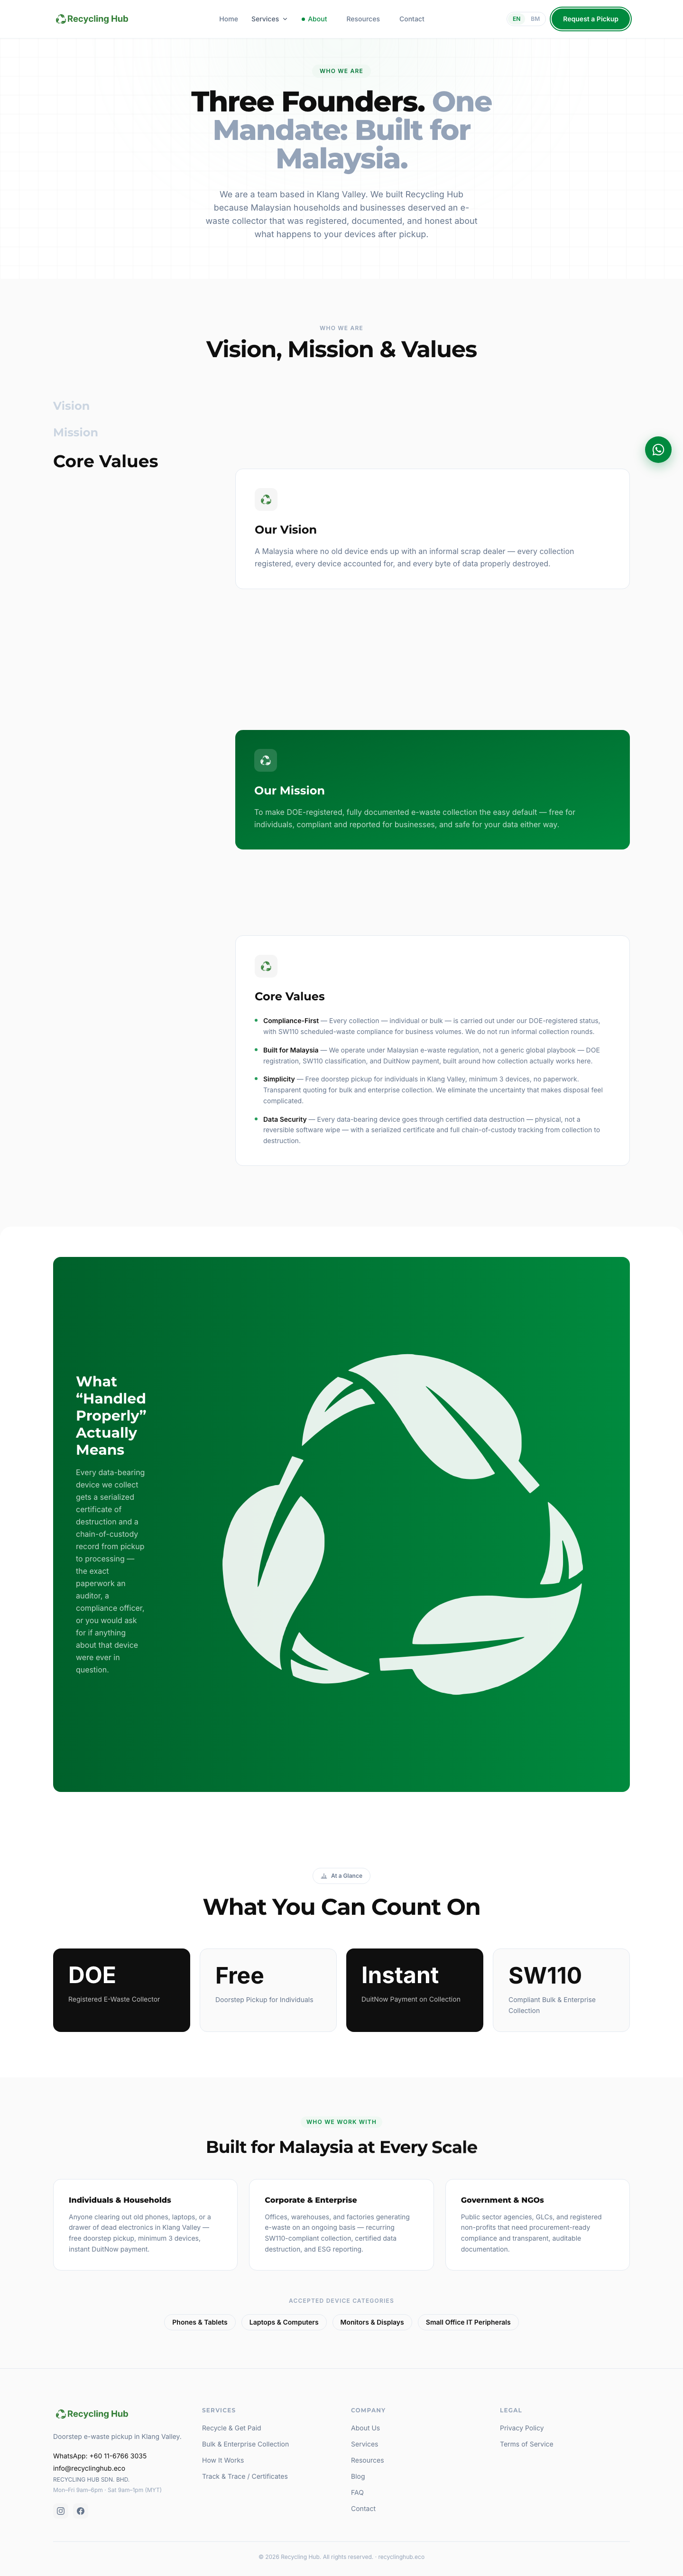 Recycling Hub
Home
Services
About
Resources
Contact
EN
BM
Request a Pickup
WHO WE ARE
Three Founders. One
Mandate: Built for
Malaysia.
We are a team based in Klang Valley. We built Recycling Hub
because Malaysian households and businesses deserved an e-
waste collector that was registered, documented, and honest about
what happens to your devices after pickup.
WHO WE ARE
Vision, Mission & Values
Vision
Mission
Core Values
Our Vision
A Malaysia where no old device ends up with an informal scrap dealer — every collection
registered, every device accounted for, and every byte of data properly destroyed.
Our Mission
To make DOE-registered, fully documented e-waste collection the easy default — free for
individuals, compliant and reported for businesses, and safe for your data either way.
Core Values
Compliance-First — Every collection — individual or bulk — is carried out under our DOE-registered status,
with SW110 scheduled-waste compliance for business volumes. We do not run informal collection rounds.
Built for Malaysia — We operate under Malaysian e-waste regulation, not a generic global playbook — DOE
registration, SW110 classification, and DuitNow payment, built around how collection actually works here.
Simplicity — Free doorstep pickup for individuals in Klang Valley, minimum 3 devices, no paperwork.
Transparent quoting for bulk and enterprise collection. We eliminate the uncertainty that makes disposal feel
complicated.
Data Security — Every data-bearing device goes through certified data destruction — physical, not a
reversible software wipe — with a serialized certificate and full chain-of-custody tracking from collection to
destruction.
What
“Handled
Properly”
Actually
Means
Every data-bearing
device we collect
gets a serialized
certificate of
destruction and a
chain-of-custody
record from pickup
to processing —
the exact
paperwork an
auditor, a
compliance officer,
or you would ask
for if anything
about that device
were ever in
question.
At a Glance
What You Can Count On
DOE
Registered E-Waste Collector
Free
Doorstep Pickup for Individuals
Instant
DuitNow Payment on Collection
SW110
Compliant Bulk & Enterprise
Collection
WHO WE WORK WITH
Built for Malaysia at Every Scale
Individuals & Households
Anyone clearing out old phones, laptops, or a
drawer of dead electronics in Klang Valley —
free doorstep pickup, minimum 3 devices,
instant DuitNow payment.
Corporate & Enterprise
Offices, warehouses, and factories generating
e-waste on an ongoing basis — recurring
SW110-compliant collection, certified data
destruction, and ESG reporting.
Government & NGOs
Public sector agencies, GLCs, and registered
non-profits that need procurement-ready
compliance and transparent, auditable
documentation.
ACCEPTED DEVICE CATEGORIES
Phones & Tablets
Laptops & Computers
Monitors & Displays
Small Office IT Peripherals
Recycling Hub
Doorstep e-waste pickup in Klang Valley.
WhatsApp: +60 11-6766 3035
info@recyclinghub.eco
RECYCLING HUB SDN. BHD.
Mon–Fri 9am–6pm · Sat 9am–1pm (MYT)
SERVICES
Recycle & Get Paid
Bulk & Enterprise Collection
How It Works
Track & Trace / Certificates
COMPANY
About Us
Services
Resources
Blog
FAQ
Contact
LEGAL
Privacy Policy
Terms of Service
© 2026 Recycling Hub. All rights reserved. · recyclinghub.eco